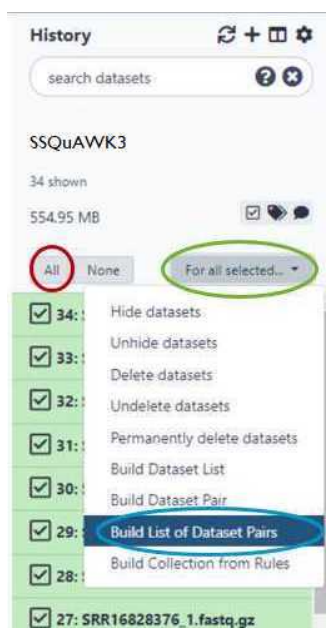 History
search datasets
SSQuAWK3
34 shown
554.95 MB
All None For all selected...
34: S
Hide datasets
33: S
Unhide datasets
Delete datasets
32: S
Undelete datasets
31: S
Permanently delete datasets
Build Dataset List
30: S
Build Dataset Pair
29: S
Build List of Dataset Pairs
28: S
Build Collection from Rules
27: SRR16828376_1.fastq.gz